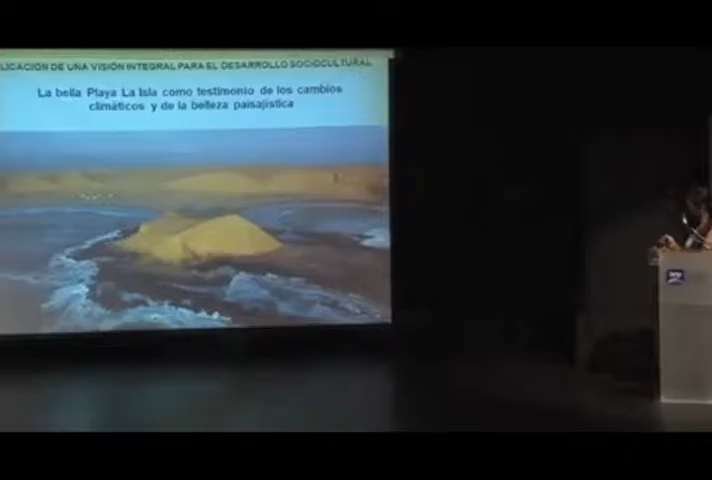 LICACIÓN DE UNA VISIÓN INTEGRAL PARA EL DESARROLLO SOCIOCULTURAL
La bella Playa La Isla como testimonio de los cambios
climáticos y de la belleza paisajística